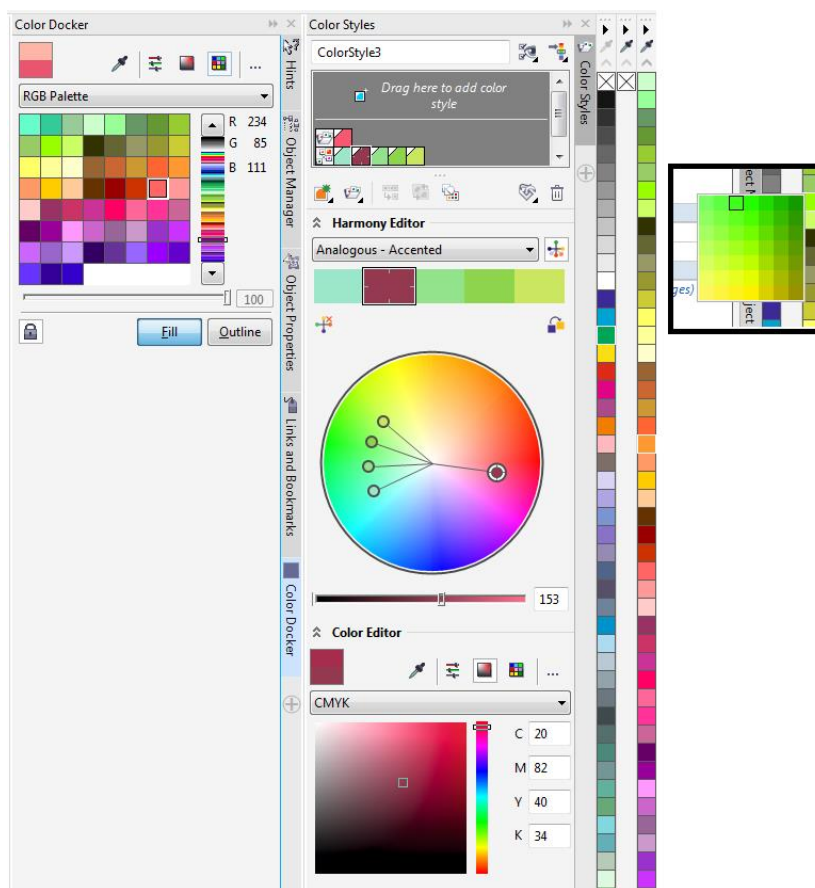 Color Docker
RGB Palette
R 234
G 85
B 111
100
Fill
Outline
Hints
Object Manager
Object Properties
Links and Bookmarks
Color Docker
Color Styles
ColorStyle3
Drag here to add color
style
Harmony Editor
Analogous - Accented
153
Color Editor
CMYK
C 20
M 82
Y 40
K 34
Color Styles
ges)
ject